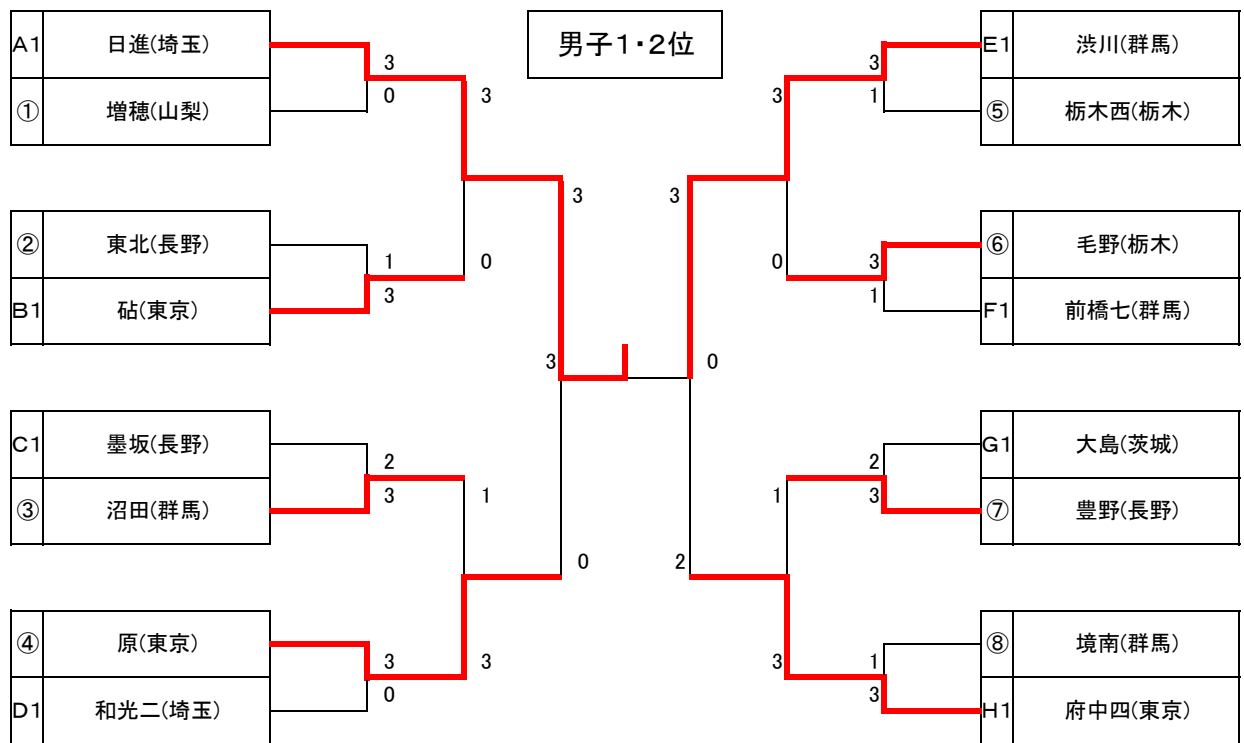 男子1・2位
A1 日進(埼玉)
① 増穂(山梨)
3
0
3
② 東北(長野)
B1 砧(東京)
1
3
0
3
C1 墨坂(長野)
③ 沼田(群馬)
2
3
1
④ 原(東京)
D1 和光二(埼玉)
3
0
3
0
3
0
E1 渋川(群馬)
⑤ 栃木西(栃木)
3
1
3
⑥ 毛野(栃木)
F1 前橋七(群馬)
3
1
0
3
G1 大島(茨城)
⑦ 豊野(長野)
2
3
1
⑧ 境南(群馬)
H1 府中四(東京)
1
3
3
2